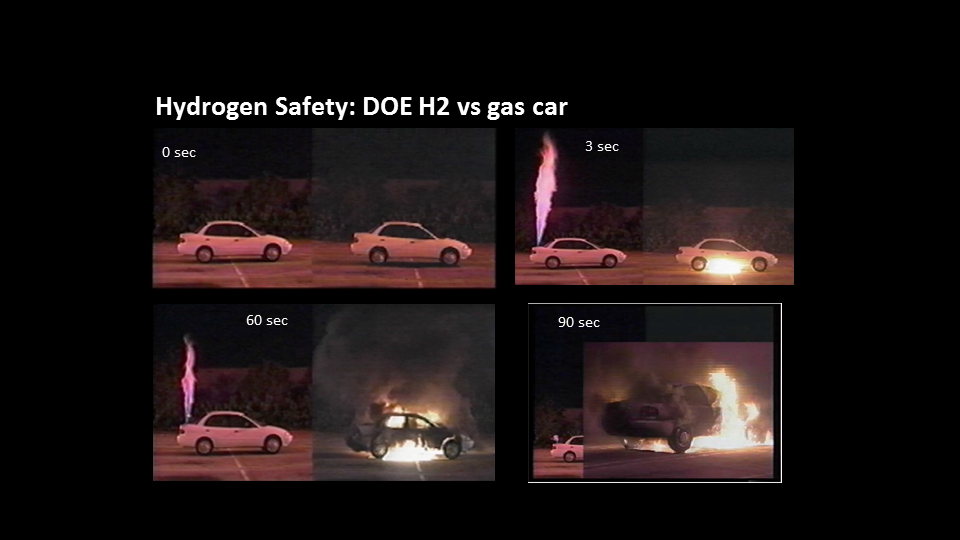 Hydrogen Safety: DOE H2 vs gas car
0 sec
3 sec
60 sec
90 sec